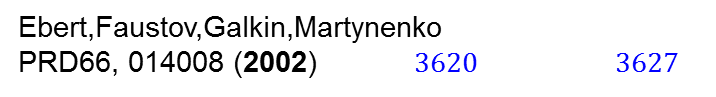 Ebert,Faustov,Galkin,Martynenko
PRD66, 014008 (2002) 3620 3627